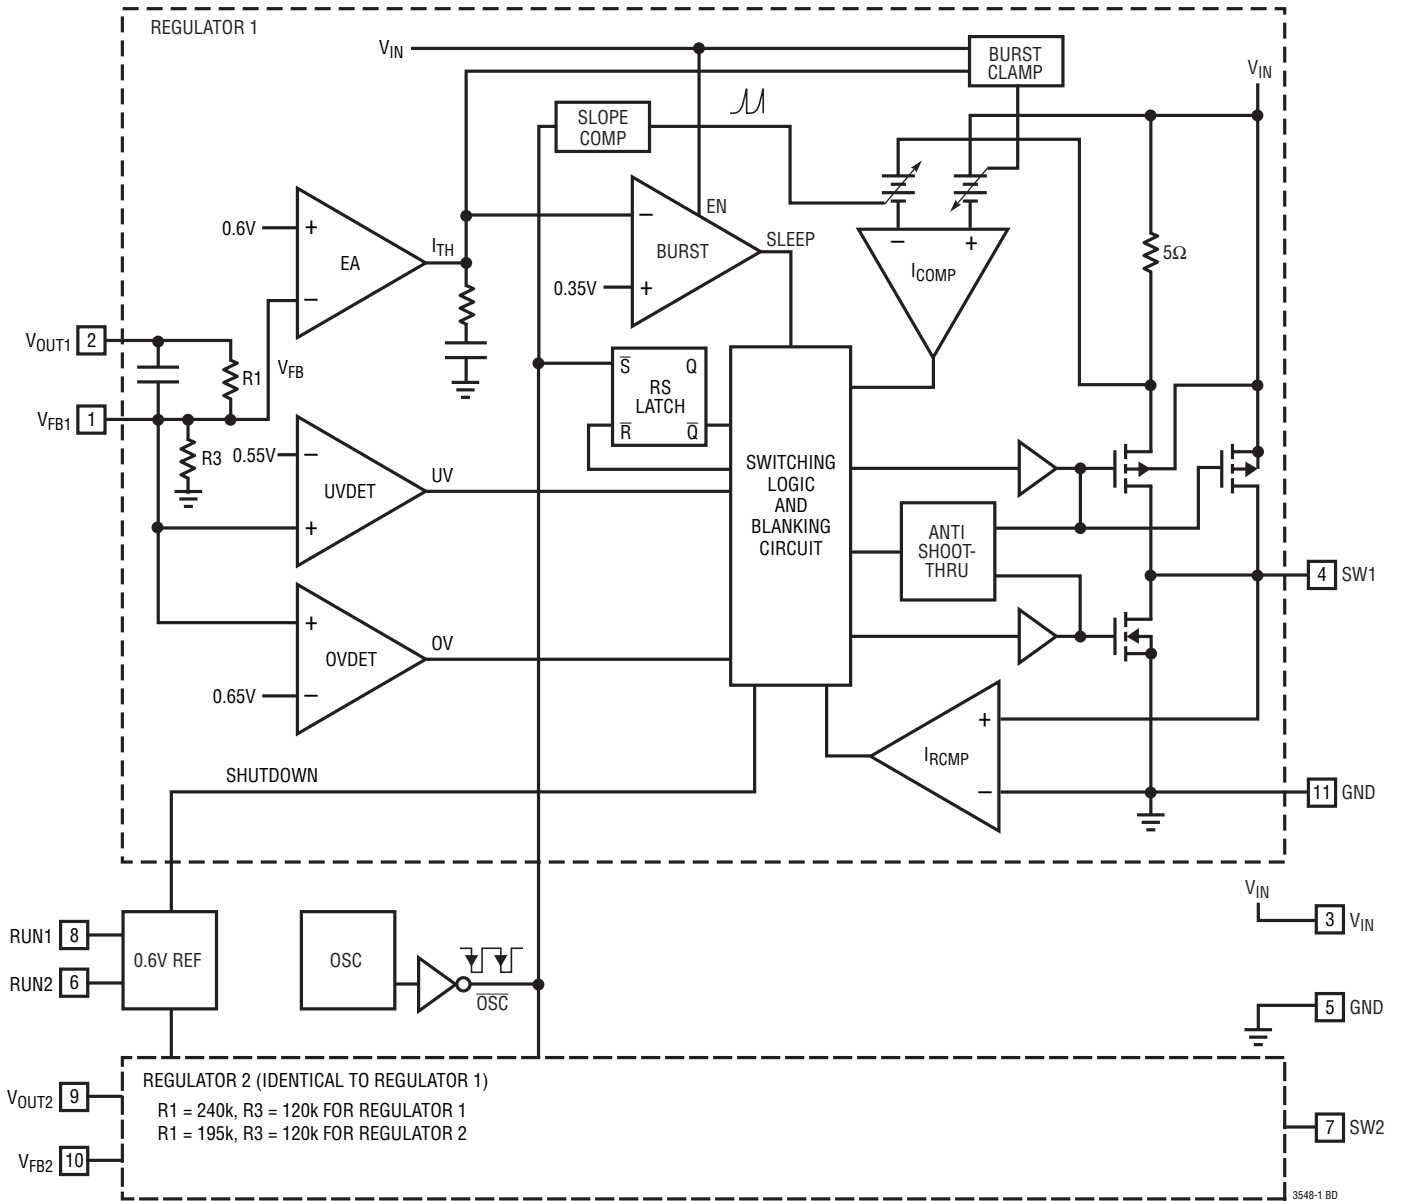 REGULATOR 1
VIN
BURST
CLAMP
VIN
SLOPE
COMP
0.6V
+
EA
−
ITH
−
EN
BURST
0.35V
+
SLEEP
−
+
ICOMP
5Ω
VOUT1
2
R1
VFB
VFB1
1
R3
S̅
Q
RS
LATCH
R̅
Q̅
0.55V
−
UVDET
+
UV
SWITCHING
LOGIC
AND
BLANKING
CIRCUIT
ANTI
SHOOT-
THRU
4
SW1
+
OVDET
0.65V
−
OV
+
IRCMP
−
11
GND
SHUTDOWN
RUN1
8
RUN2
6
0.6V REF
OSC
O̅S̅C̅
VIN
3
VIN
5
GND
REGULATOR 2 (IDENTICAL TO REGULATOR 1)
R1 = 240k, R3 = 120k FOR REGULATOR 1
R1 = 195k, R3 = 120k FOR REGULATOR 2
VOUT2
9
VFB2
10
7
SW2
3548-1 BD